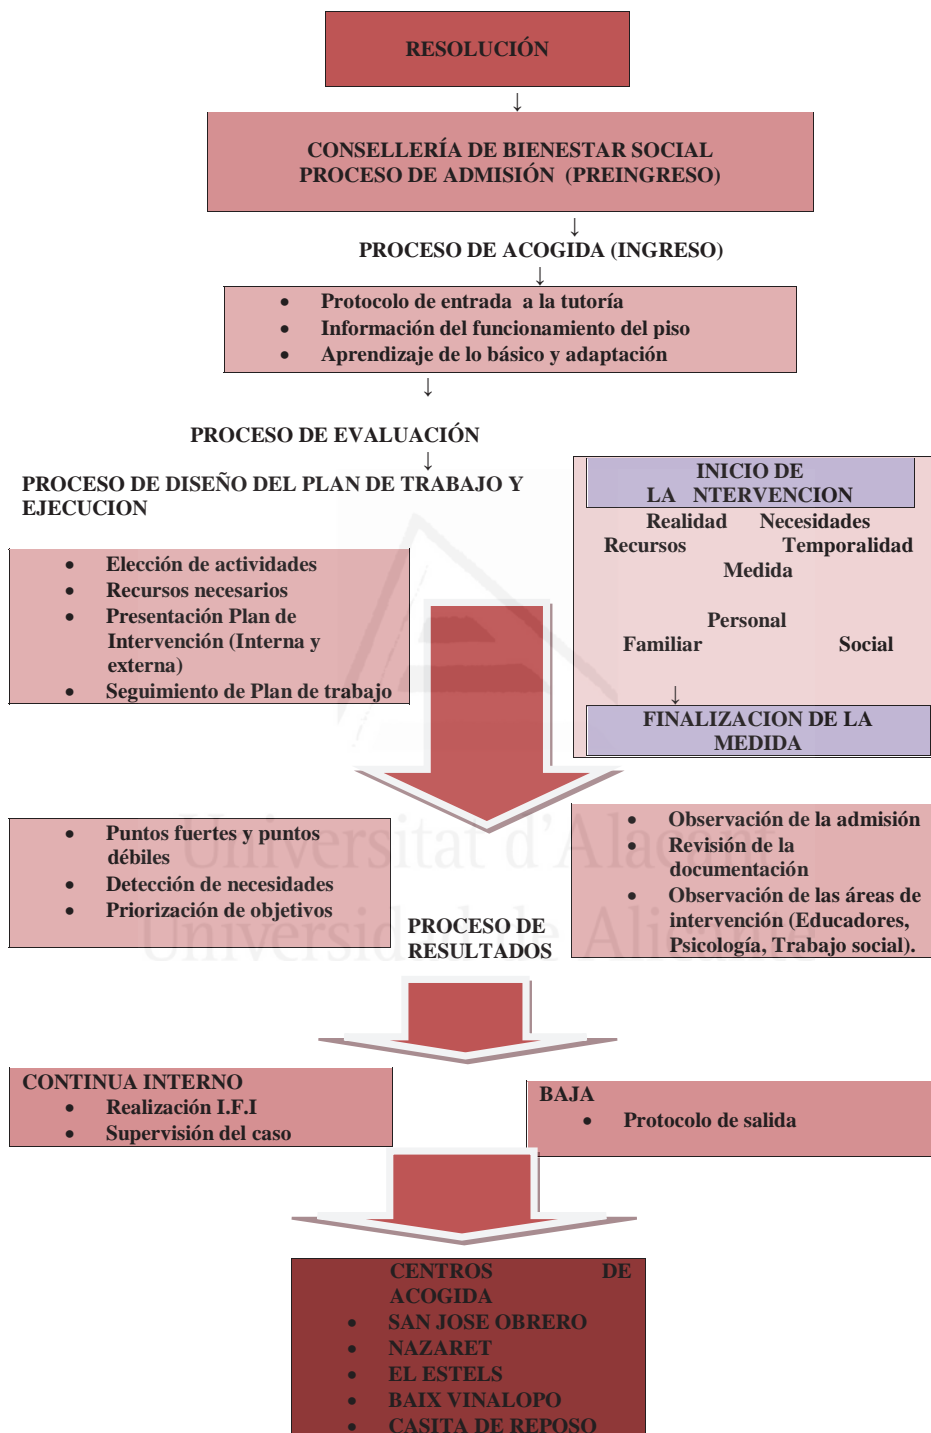 RESOLUCIÓN
↓
CONSELLERÍA DE BIENESTAR SOCIAL
PROCESO DE ADMISIÓN (PREINGRESO)
↓
PROCESO DE ACOGIDA (INGRESO)
↓
• Protocolo de entrada a la tutoría
• Información del funcionamiento del piso
• Aprendizaje de lo básico y adaptación
↓
PROCESO DE EVALUACIÓN
↓
PROCESO DE DISEÑO DEL PLAN DE TRABAJO Y
EJECUCION
• Elección de actividades
• Recursos necesarios
• Presentación Plan de
Intervención (Interna y
externa)
• Seguimiento de Plan de trabajo
INICIO DE
LA NTERVENCION
Realidad Necesidades
Recursos Temporalidad
Medida
Personal
Familiar Social
↓
FINALIZACION DE LA
MEDIDA
• Puntos fuertes y puntos
débiles
• Detección de necesidades
• Priorización de objetivos
• Observación de la admisión
• Revisión de la
documentación
• Observación de las áreas de
intervención (Educadores,
Psicología, Trabajo social).
Universitat d'Alacant
Universidad de Alicante
PROCESO DE
RESULTADOS
CONTINUA INTERNO
• Realización I.F.I
• Supervisión del caso
BAJA
• Protocolo de salida
CENTROS DE
ACOGIDA
• SAN JOSE OBRERO
• NAZARET
• EL ESTELS
• BAIX VINALOPO
• CASITA DE REPOSO